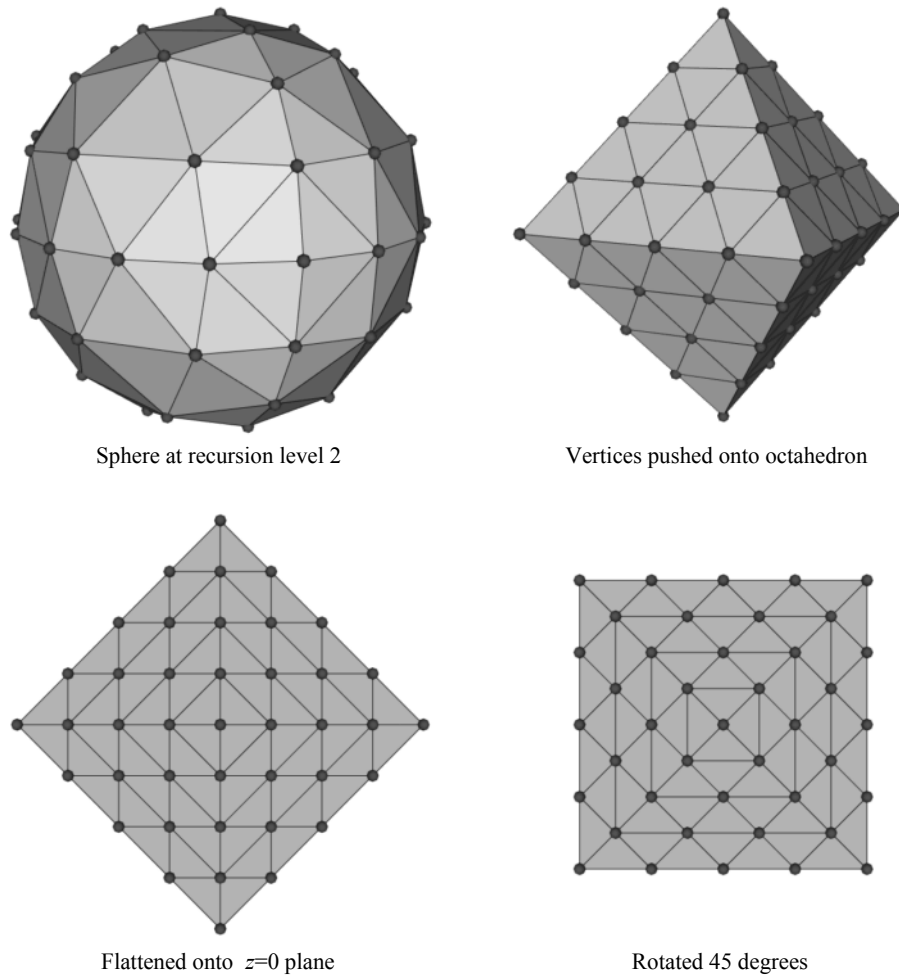 Sphere at recursion level 2
Vertices pushed onto octahedron
Flattened onto z=0 plane
Rotated 45 degrees